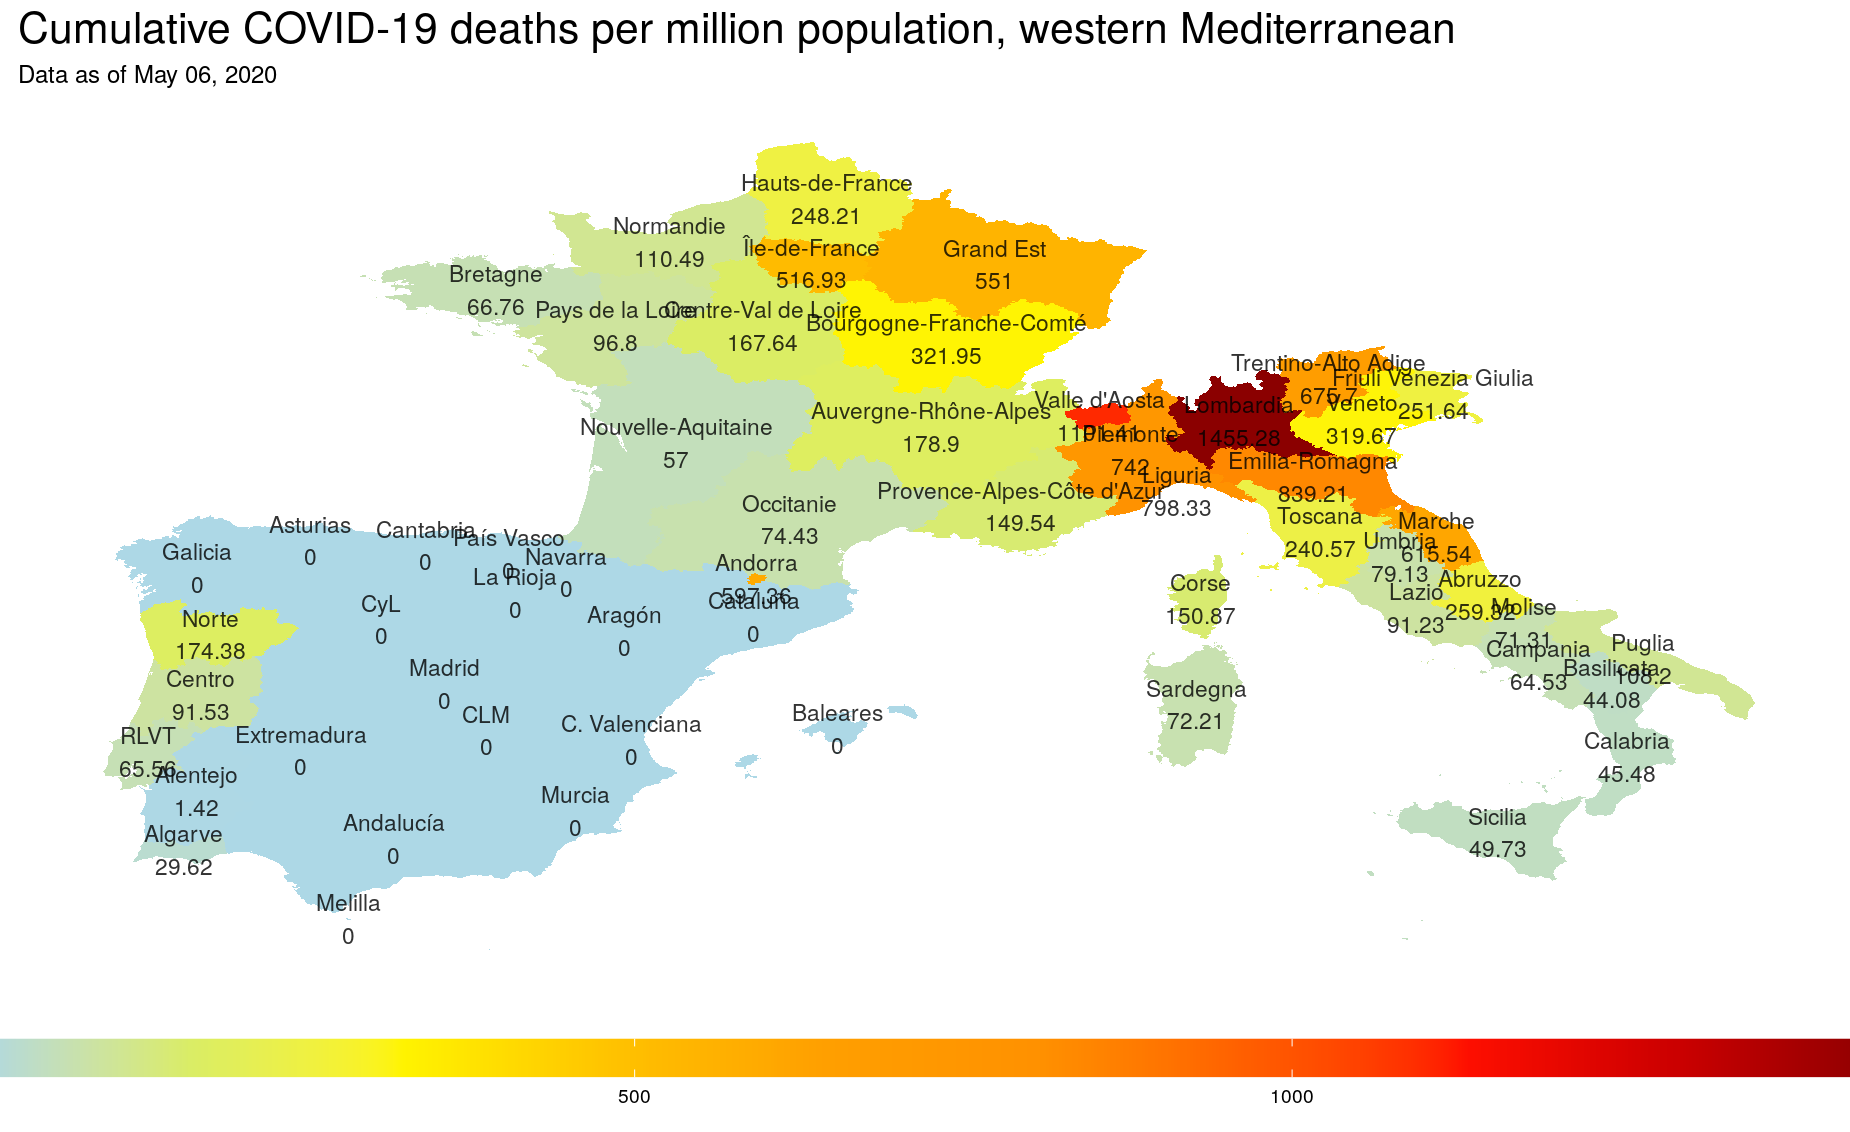 Cumulative COVID-19 deaths per million population, western Mediterranean
Data as of May 06, 2020
Hauts-de-France
248.21
Normandie
110.49
Île-de-France
516.93
Grand Est
551
Bretagne
66.76
Pays de la Loire
96.8
Centre-Val de Loire
167.64
Bourgogne-Franche-Comté
321.95
Trentino-Alto Adige
675.7
Friuli Venezia Giulia
251.64
Valle d'Aosta
Lombardia
1455.28
Veneto
319.67
Auvergne-Rhône-Alpes
178.9
Nouvelle-Aquitaine
57
Piemonte
742
Emilia-Romagna
839.21
Liguria
798.33
Provence-Alpes-Côte d'Azur
149.54
Occitanie
74.43
Toscana
240.57
Marche
615.54
Umbria
79.13
Asturias
0
Cantabria
0
País Vasco
0
Navarra
0
Galicia
0
La Rioja
0
Andorra
597.36
Cataluña
0
Corse
150.87
Abruzzo
259.32
Lazio
91.23
Molise
71.31
CyL
0
Aragón
0
Norte
174.38
Puglia
108.2
Campania
64.53
Basilicata
44.08
Madrid
0
Centro
91.53
Sardegna
72.21
CLM
0
C. Valenciana
0
Baleares
0
RLVT
65.56
Extremadura
0
Calabria
45.48
Alentejo
1.42
Murcia
0
Andalucía
0
Algarve
29.62
Sicilia
49.73
Melilla
0
500
1000